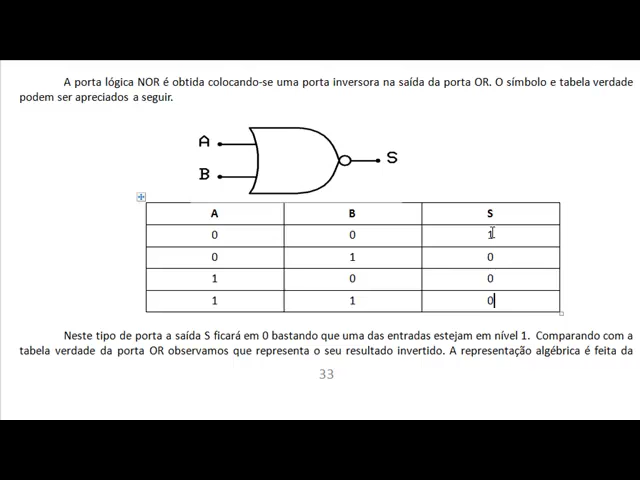 A porta lógica NOR é obtida colocando-se uma porta inversora na saída da porta OR. O símbolo e tabela verdade
podem ser apreciados a seguir.
A
B
S
A B S
0 0 1
0 1 0
1 0 0
1 1 0
Neste tipo de porta a saída S ficará em 0 bastando que uma das entradas estejam em nível 1. Comparando com a
tabela verdade da porta OR observamos que representa o seu resultado invertido. A representação algébrica é feita da
33